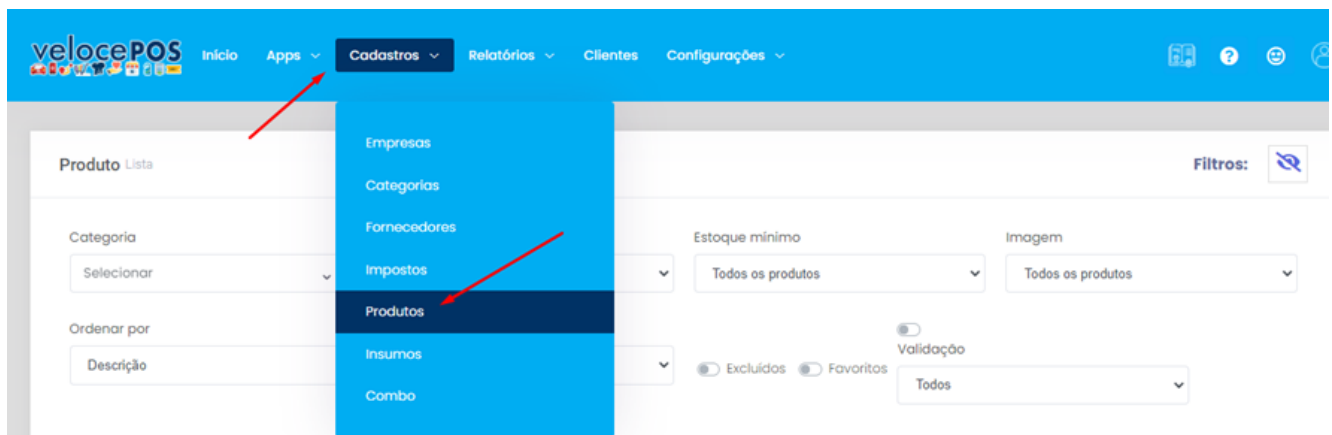 velocePOS Início Apps Cadastros Relatórios Clientes Configurações
Empresas
Produto Lista
Filtros:
Categorias
Fornecedores
Categoria
Estoque mínimo
Imagem
Selecionar
Impostos
Todos os produtos
Todos os produtos
Produtos
Ordenar por
Validação
Insumos
Descrição
Excluídos
Favoritos
Todos
Combo